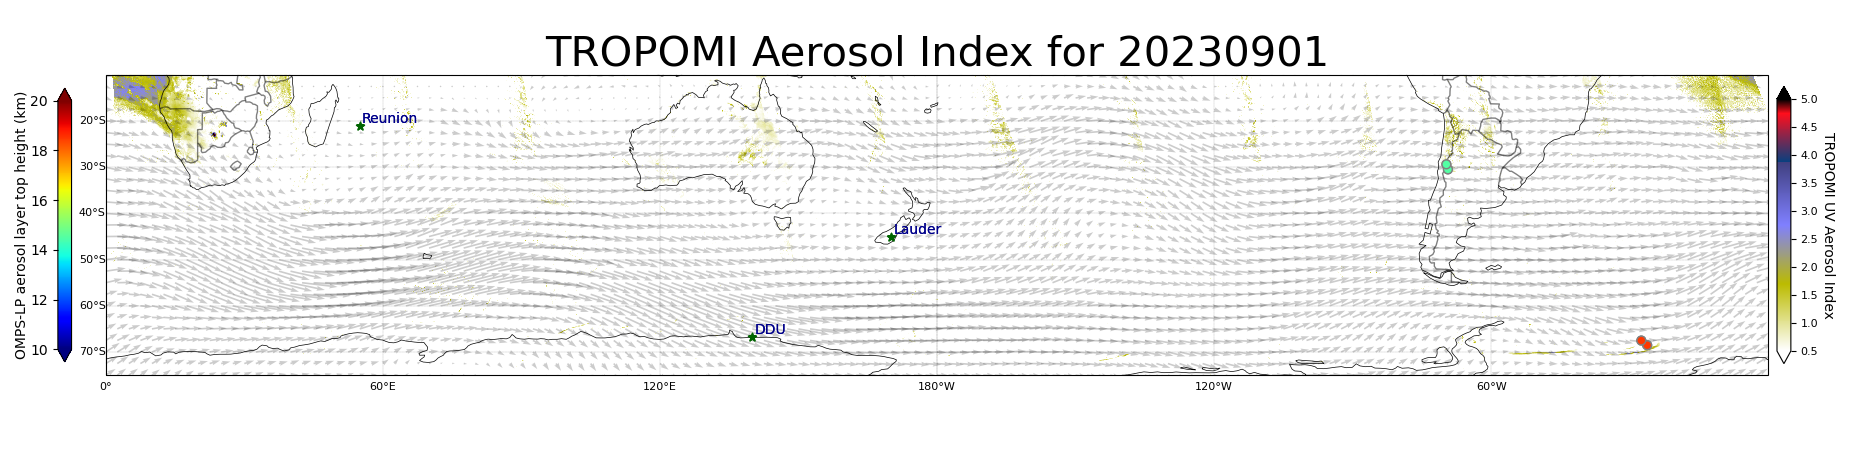 TROPOMI Aerosol Index for 20230901
OMPS-LP aerosol layer top height (km)
20
18
16
14
12
10
20°S
30°S
40°S
50°S
60°S
70°S
Reunion
Lauder
DDU
0°
60°E
120°E
180°W
120°W
60°W
5.0
4.5
4.0
3.5
3.0
2.5
2.0
1.5
1.0
0.5
TROPOMI UV Aerosol Index